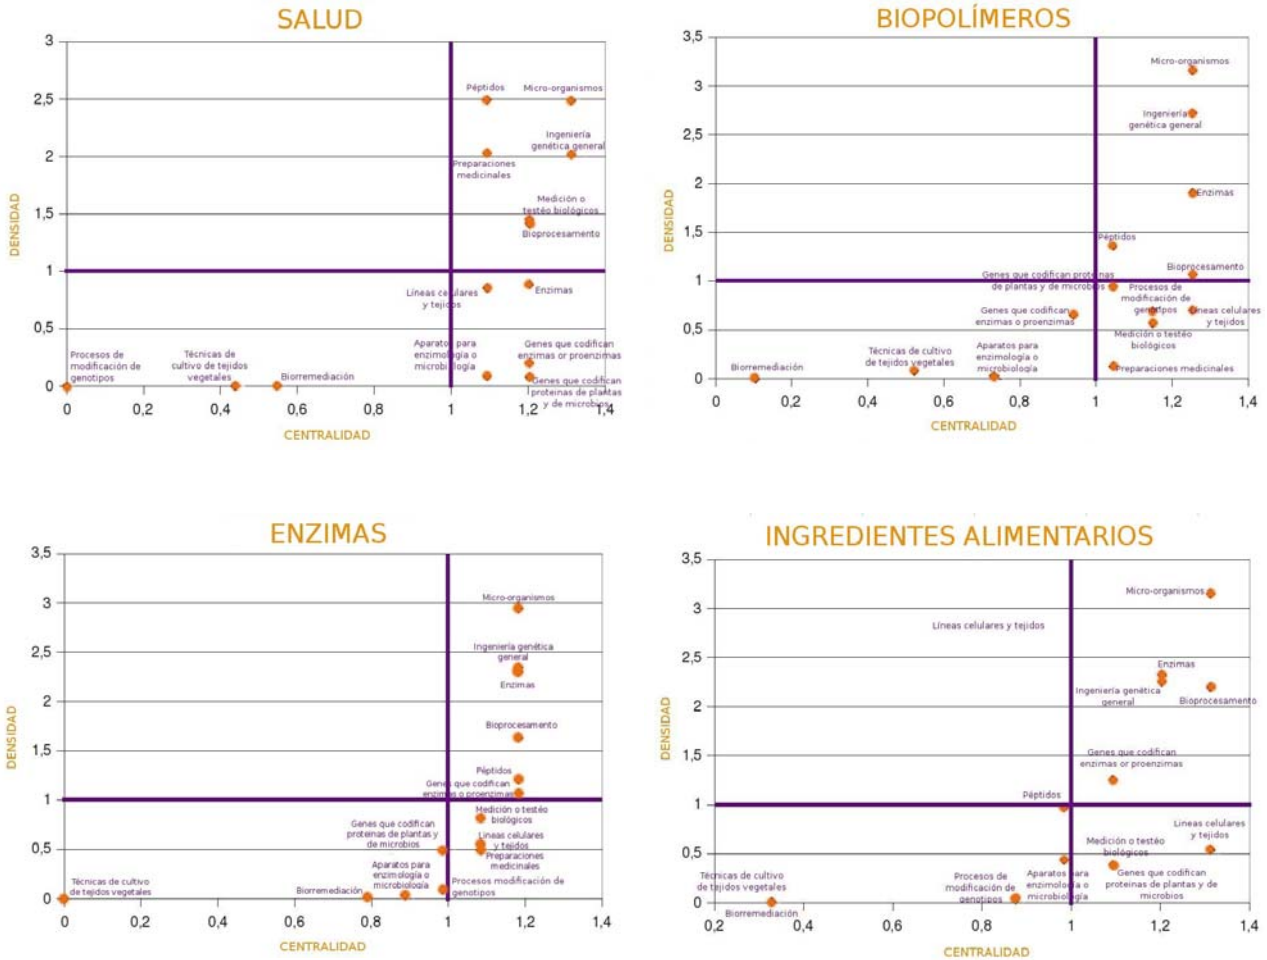 SALUD
3
2,5
2
1,5
1
0,5
0
DENSIDAD
Péptidos
Micro-organismos
Ingeniería
genética general
Preparaciones
medicinales
Medición o
testéo biológicos
Bioprocesamento
Líneas celulares
y tejidos
Enzimas
Aparatos para
enzimología o
microbiología
Genes que codifican
enzimas or proenzimas
Genes que codifican
proteinas de plantas
y de microbios
Procesos de
modificación de
genotipos
Técnicas de
cultivo de tejidos
vegetales
Biorremediación
0
0,2
0,4
0,6
0,8
1
1,2
1,4
CENTRALIDAD
BIOPOLÍMEROS
3,5
3
2,5
2
1,5
1
0,5
0
DENSIDAD
Micro-organismos
Ingeniería
genética general
Enzimas
Péptidos
Bioprocesamento
Genes que codifican proteinas
de plantas y de microbios
Procesos de
modificación de
genotipos
Genes que codifican
enzimas o proenzimas
Líneas celulares
y tejidos
Medición o testéo
biológicos
Técnicas de cultivo
de tejidos vegetales
Aparatos para
enzimología o
microbiología
Biorremediación
Preparaciones medicinales
0
0,2
0,4
0,6
0,8
1
1,2
1,4
CENTRALIDAD
ENZIMAS
3,5
3
2,5
2
1,5
1
0,5
0
DENSIDAD
Micro-organismos
Ingeniería genética
general
Enzimas
Bioprocesamento
Péptidos
Genes que codifican
enzimas o proenzimas
Medición o testéo
biológicos
Genes que codifican
proteinas de plantas y
de microbios
Lineas celulares
y tejidos
Preparaciones
medicinales
Aparatos para
enzimología o
microbiología
Técnicas de cultivo
de tejidos vegetales
Biorremediación
Procesos modificación de
genotipos
0
0,2
0,4
0,6
0,8
1
1,2
1,4
CENTRALIDAD
INGREDIENTES ALIMENTARIOS
3,5
3
2,5
2
1,5
1
0,5
0
DENSIDAD
Micro-organismos
Líneas celulares y tejidos
Enzimas
Ingeniería genética
general
Bioprocesamento
Genes que codifican
enzimas or proenzimas
Péptidos
Lineas celulares
y tejidos
Medición o testéo
biológicos
Técnicas de cultivo
de tejidos vegetales
Biorremediación
Procesos de
modificación de
genotipos
Aparatos para
enzimología o
microbiología
Genes que codifican
proteinas de plantas y de
microbios
0,2
0,4
0,6
0,8
1
1,2
1,4
CENTRALIDAD